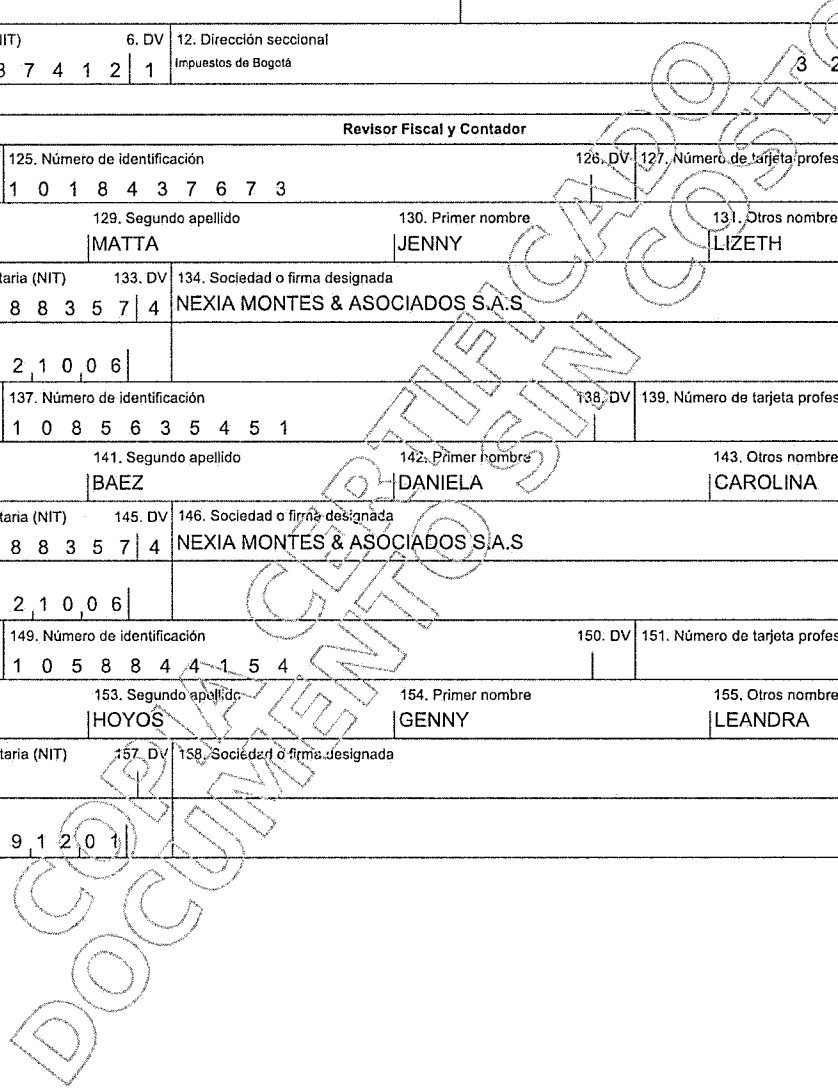 IIT) 6. DV 12. Dirección seccional
3 7 4 1 2 1 Impuestos de Bogotá 3 2
Revisor Fiscal y Contador
125. Número de identificación 126. DV 127. Número de tarjeta profes
1 0 1 8 4 3 7 6 7 3
129. Segundo apellido 130. Primer nombre 131. Otros nombre
MATTA JENNY LIZETH
taria (NIT) 133. DV 134. Sociedad o firma designada
8 8 3 5 7 4 NEXIA MONTES & ASOCIADOS S.A.S
2 1 0 0 6
137. Número de identificación 138. DV 139. Número de tarjeta profes
1 0 8 5 6 3 5 4 5 1
141. Segundo apellido 142. Primer nombre 143. Otros nombre
BAEZ DANIELA CAROLINA
taria (NIT) 145. DV 146. Sociedad o firma designada
8 8 3 5 7 4 NEXIA MONTES & ASOCIADOS S.A.S
2 1 0 0 6
149. Número de identificación 150. DV 151. Número de tarjeta profes
1 0 5 8 8 4 4 1 5 4
153. Segundo apellido 154. Primer nombre 155. Otros nombre
HOYOS GENNY LEANDRA
taria (NIT) 157. DV 158. Sociedad o firma designada
9 1 2 0 1
COPIA CERTIFICADO
DOCUMENTO SIN COSTO